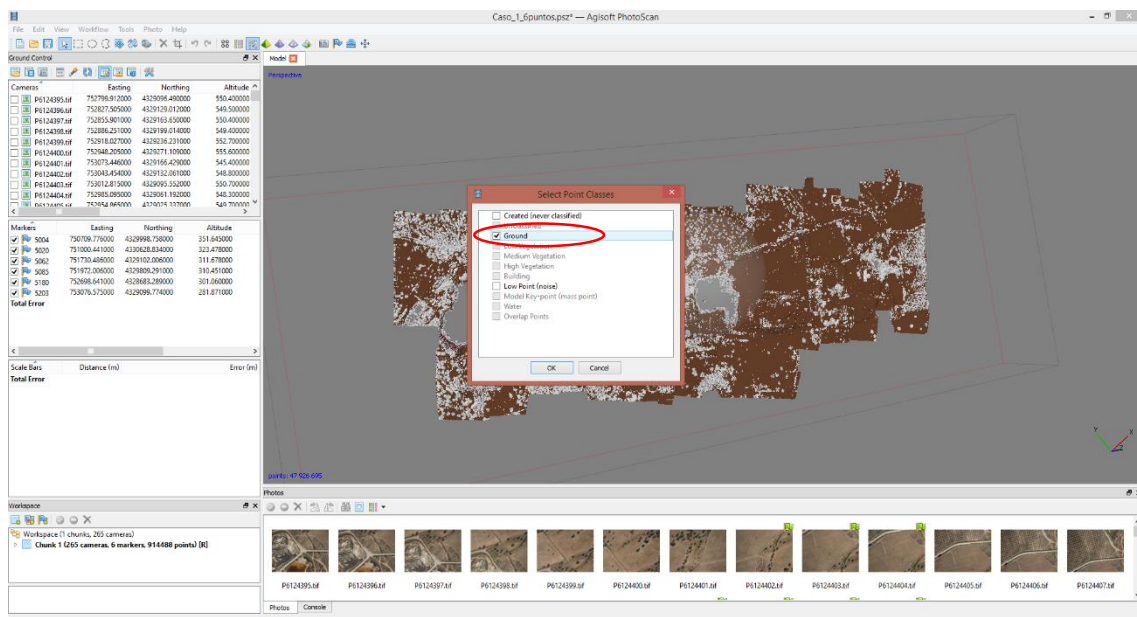 Caso_1_6puntos.psz* — Agisoft PhotoScan
File Edit View Workflow Tools Photo Help
Ground Control
Model
Perspective
Cameras Easting Northing Altitude
P6124395.tif 752799.912000 4329096.490000 550.400000
P6124396.tif 752827.505000 4329129.012000 549.500000
P6124397.tif 752855.901000 4329163.650000 550.400000
P6124398.tif 752886.251000 4329199.014000 549.400000
P6124399.tif 752918.027000 4329236.231000 552.700000
P6124400.tif 752948.205000 4329271.109000 555.600000
P6124401.tif 753073.446000 4329166.429000 545.400000
P6124402.tif 753043.454000 4329132.061000 548.800000
P6124403.tif 753012.815000 4329095.552000 550.700000
P6124404.tif 752985.095000 4329061.192000 548.300000
P6124405.tif 752954.865000 4329025.337000 549.700000
Markers Easting Northing Altitude
5004 750709.776000 4329998.758000 351.645000
5020 751000.441000 4330628.834000 323.478000
5062 751730.486000 4329102.006000 311.678000
5085 751972.006000 4329809.291000 310.451000
5180 752698.641000 4328683.289000 301.060000
5203 753076.575000 4329099.774000 281.871000
Total Error
Scale Bars Distance (m) Error (m)
Total Error
Select Point Classes
Created (never classified)
Unclassified
Ground
Low Vegetation
Medium Vegetation
High Vegetation
Building
Low Point (noise)
Model Key-point (mass point)
Water
Overlap Points
OK Cancel
Y X
Z
points: 47 926 695
Workspace
Workspace (1 chunks, 265 cameras)
Chunk 1 (265 cameras, 6 markers, 914488 points) [R]
Photos
P6124395.tif P6124396.tif P6124397.tif P6124398.tif P6124399.tif P6124400.tif P6124401.tif P6124402.tif P6124403.tif P6124404.tif P6124405.tif P6124406.tif P6124407.tif
Photos Console